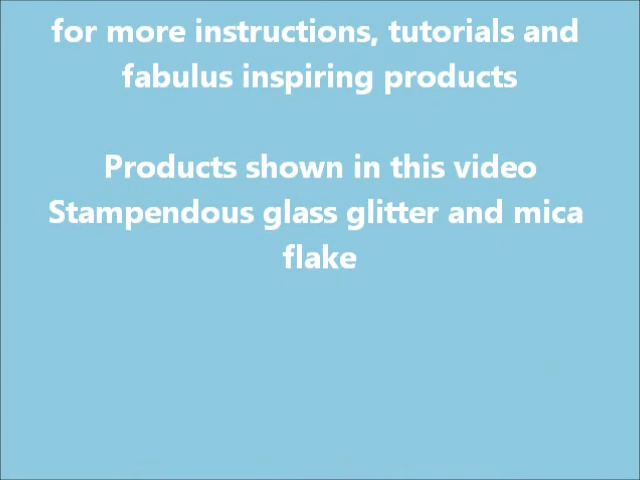 for more instructions, tutorials and
fabulus inspiring products
Products shown in this video
Stampendous glass glitter and mica
flake